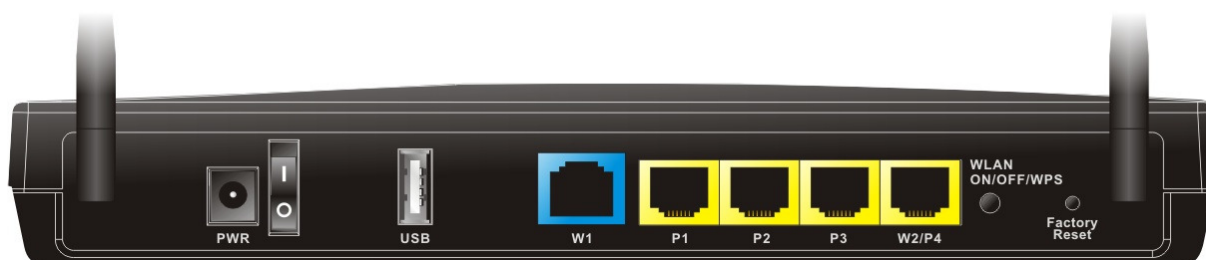 PWR
I
O
USB
W1
P1
P2
P3
W2/P4
WLAN
ON/OFF/WPS
Factory
Reset